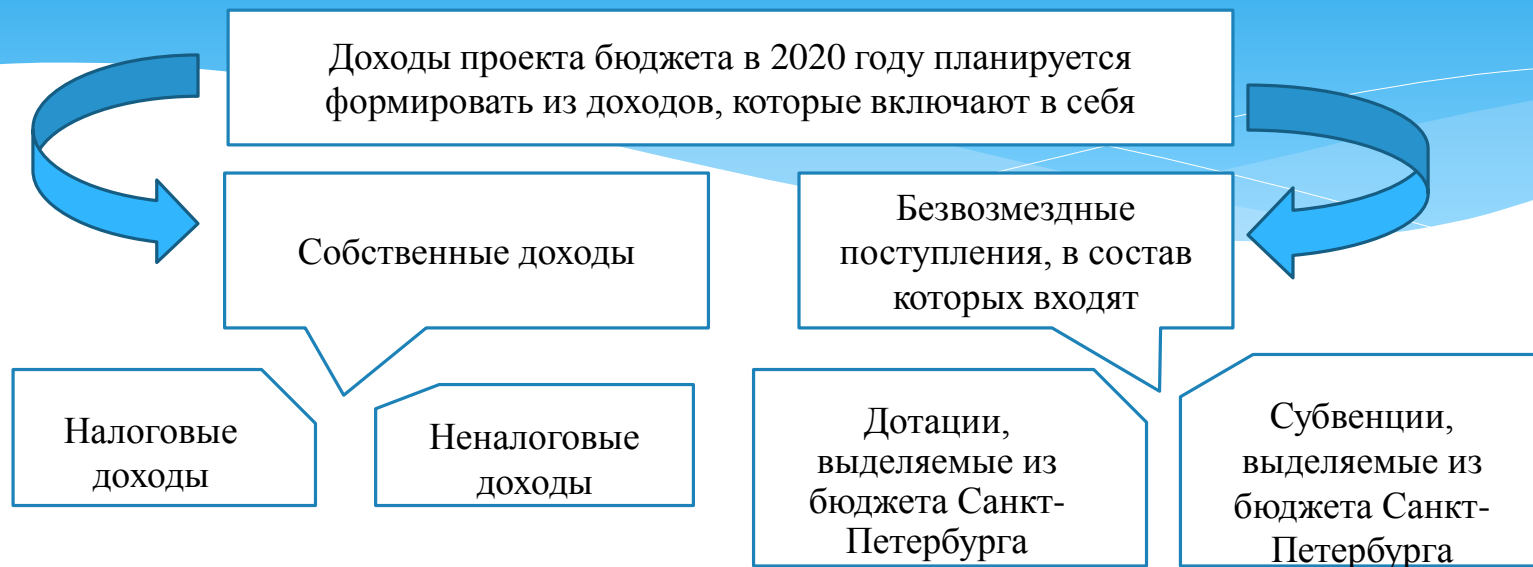 Доходы проекта бюджета в 2020 году планируется
формировать из доходов, которые включают в себя
Собственные доходы
Безвозмездные
поступления, в состав
которых входят
Налоговые
доходы
Неналоговые
доходы
Дотации,
выделяемые из
бюджета Санкт-
Петербурга
Субвенции,
выделяемые из
бюджета Санкт-
Петербурга